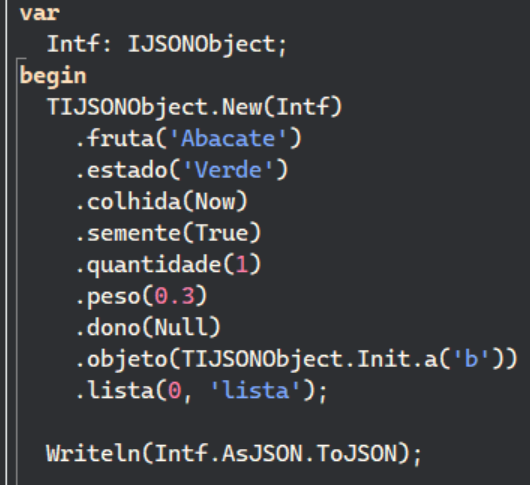 var
  Intf: IJSONObject;
begin
  TIJSONObject.New(Intf)
    .fruta('Abacate')
    .estado('Verde')
    .colhida(Now)
    .semente(True)
    .quantidade(1)
    .peso(0.3)
    .dono(Null)
    .objeto(TIJSONObject.Init.a('b'))
    .lista(0, 'lista');

  Writeln(Intf.AsJSON.ToJSON);